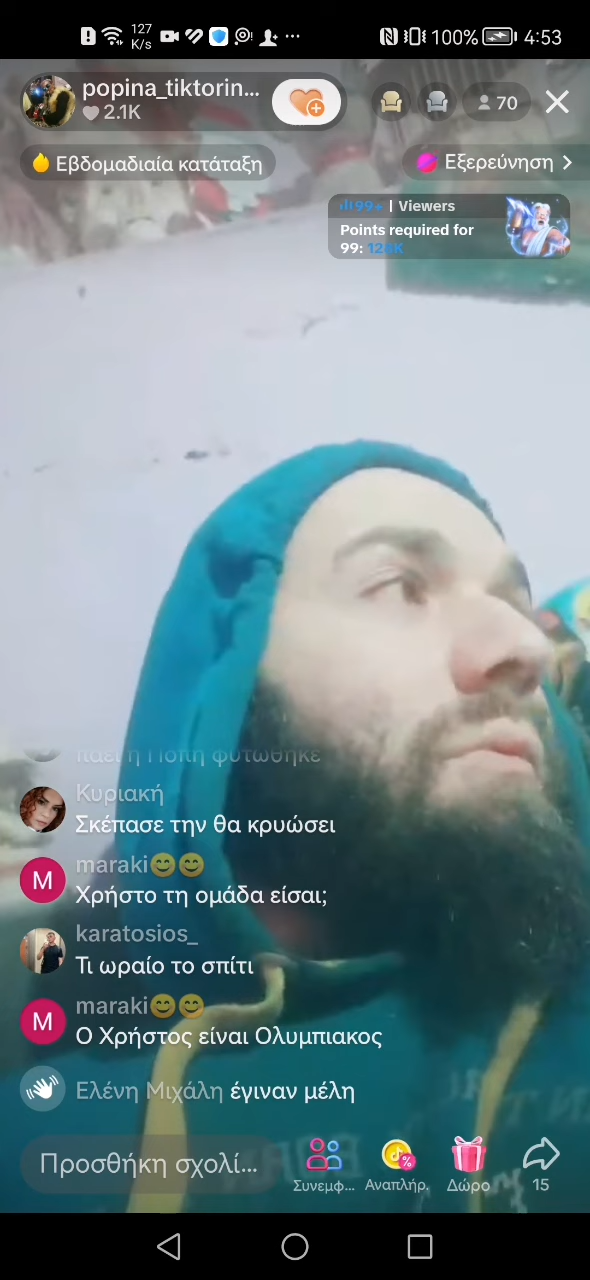 127
K/s
100%
4:53
popina_tiktorin...
2.1K
70
Εβδομαδιαία κατάταξη
Εξερεύνηση
99+ | Viewers
Points required for
99:
Κυριακή
Σκέπασε την θα κρυώσει
maraki😊😊
Χρήστο τη ομάδα είσαι;
karatosios_
Τι ωραίο το σπίτι
maraki😊😊
Ο Χρήστος είναι Ολυμπιακος
Ελένη Μιχάλη έγιναν μέλη
Προσθήκη σχολί...
Συνεμφ...
Αναπλήρ.
Δώρο
15